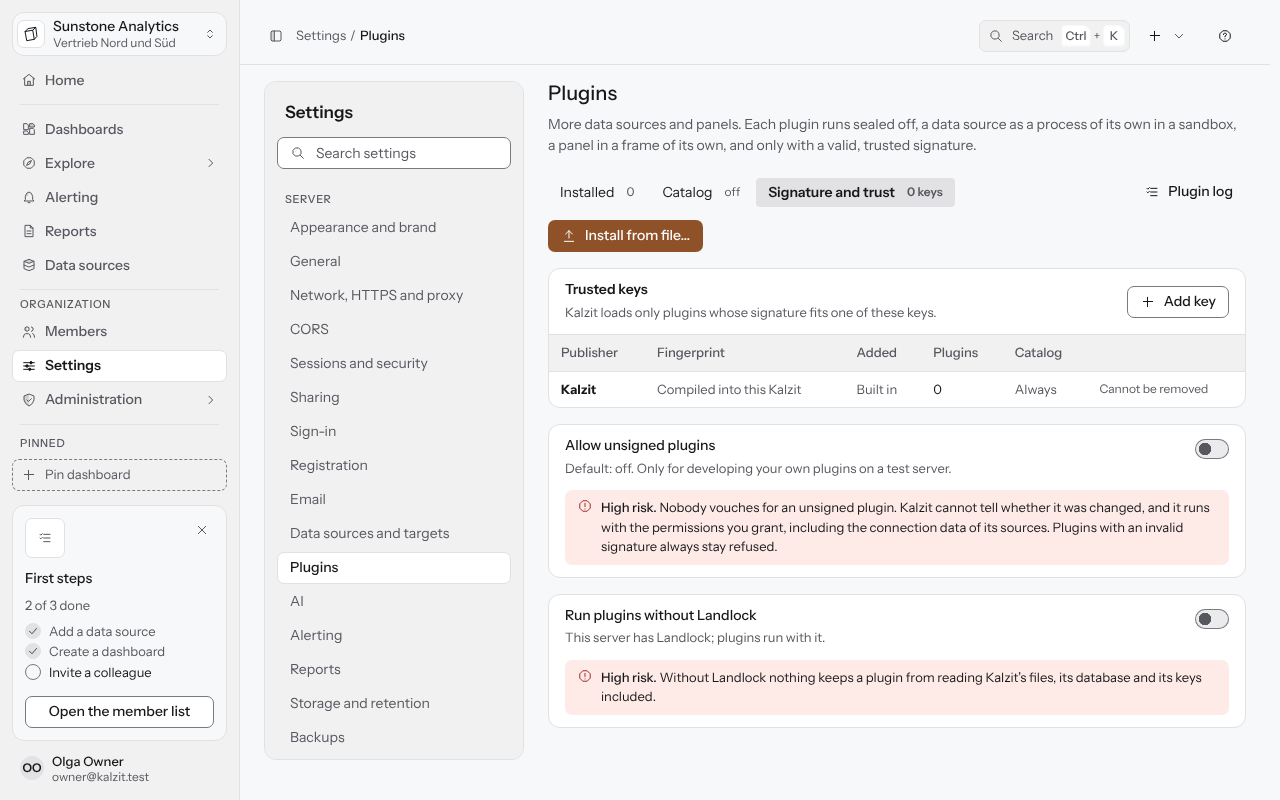 Sunstone Analytics
Vertrieb Nord und Süd
Home
Dashboards
Explore
Alerting
Reports
Data sources
ORGANIZATION
Members
Settings
Administration
PINNED
Pin dashboard
First steps
2 of 3 done
Add a data source
Create a dashboard
Invite a colleague
Open the member list
OO
Olga Owner
owner@kalzit.test
Settings / Plugins
Search Ctrl + K
Settings
Search settings
SERVER
Appearance and brand
General
Network, HTTPS and proxy
CORS
Sessions and security
Sharing
Sign-in
Registration
Email
Data sources and targets
Plugins
AI
Alerting
Reports
Storage and retention
Backups
Plugins
More data sources and panels. Each plugin runs sealed off, a data source as a process of its own in a sandbox,
a panel in a frame of its own, and only with a valid, trusted signature.
Installed 0 Catalog off Signature and trust 0 keys Plugin log
Install from file…
Trusted keys
Kalzit loads only plugins whose signature fits one of these keys.
Add key
Publisher Fingerprint Added Plugins Catalog
Kalzit Compiled into this Kalzit Built in 0 Always Cannot be removed
Allow unsigned plugins
Default: off. Only for developing your own plugins on a test server.
High risk. Nobody vouches for an unsigned plugin. Kalzit cannot tell whether it was changed, and it runs
with the permissions you grant, including the connection data of its sources. Plugins with an invalid
signature always stay refused.
Run plugins without Landlock
This server has Landlock; plugins run with it.
High risk. Without Landlock nothing keeps a plugin from reading Kalzit's files, its database and its keys
included.